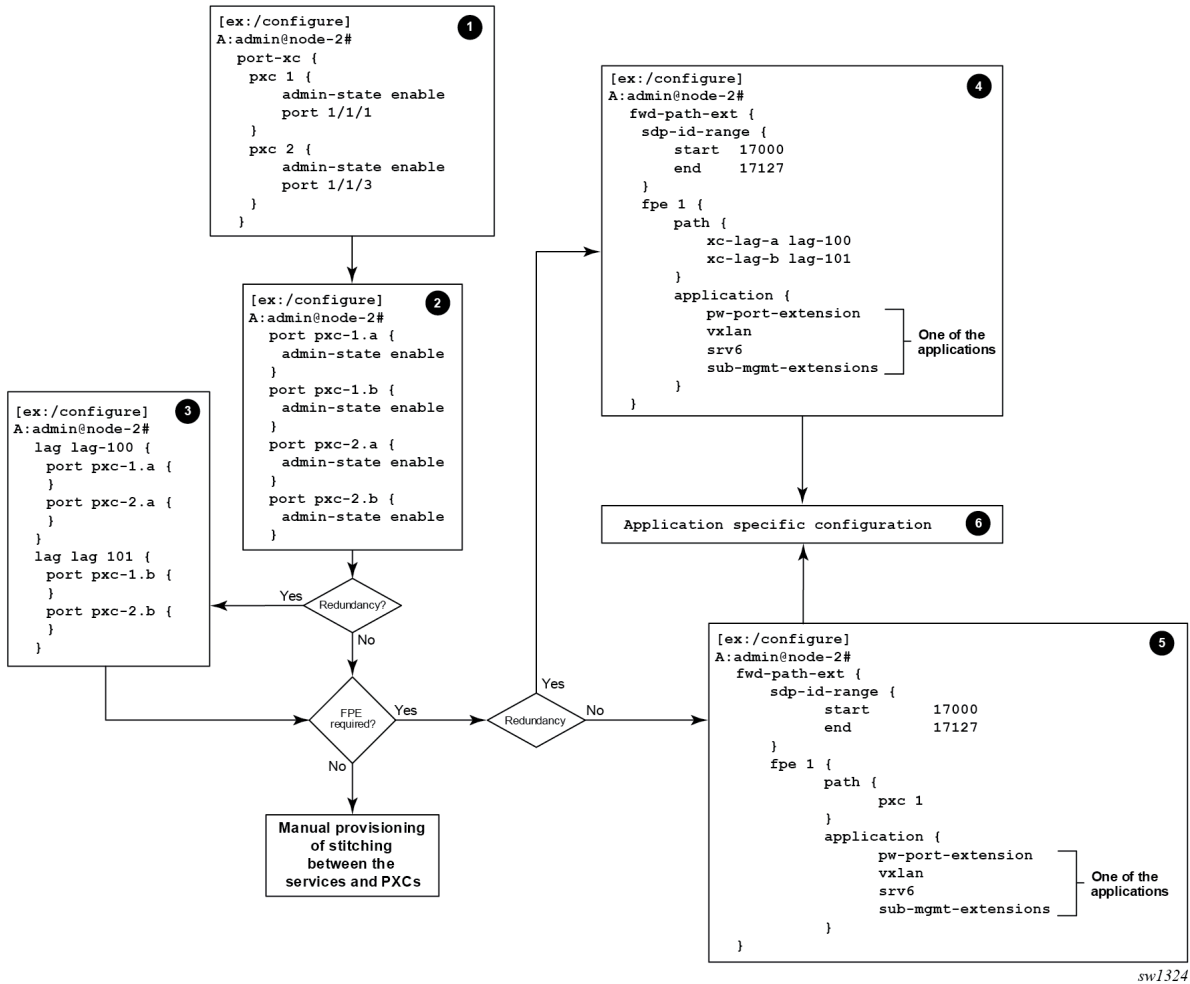 [ex:/configure]
A:admin@node-2#
port-xc {
pxc 1 {
admin-state enable
port 1/1/1
}
pxc 2 {
admin-state enable
port 1/1/3
}
}
1
[ex:/configure]
A:admin@node-2#
port pxc-1.a {
admin-state enable
}
port pxc-1.b {
admin-state enable
}
port pxc-2.a {
admin-state enable
}
port pxc-2.b {
admin-state enable
}
2
Redundancy?
Yes
No
[ex:/configure]
A:admin@node-2#
lag lag-100 {
port pxc-1.a {
}
port pxc-2.a {
}
}
lag lag 101 {
port pxc-1.b {
}
port pxc-2.b {
}
}
3
FPE
required?
Yes
No
Manual provisioning
of stitching
between the
services and PXCs
Redundancy
Yes
No
[ex:/configure]
A:admin@node-2#
fwd-path-ext {
sdp-id-range {
start 17000
end 17127
}
fpe 1 {
path {
xc-lag-a lag-100
xc-lag-b lag-101
}
application {
pw-port-extension
vxlan
srv6
sub-mgmt-extensions
}
}
One of the
applications
4
Application specific configuration
6
[ex:/configure]
A:admin@node-2#
fwd-path-ext {
sdp-id-range {
start 17000
end 17127
}
fpe 1 {
path {
pxc 1
}
application {
pw-port-extension
vxlan
srv6
sub-mgmt-extensions
}
}
One of the
applications
5
sw1324